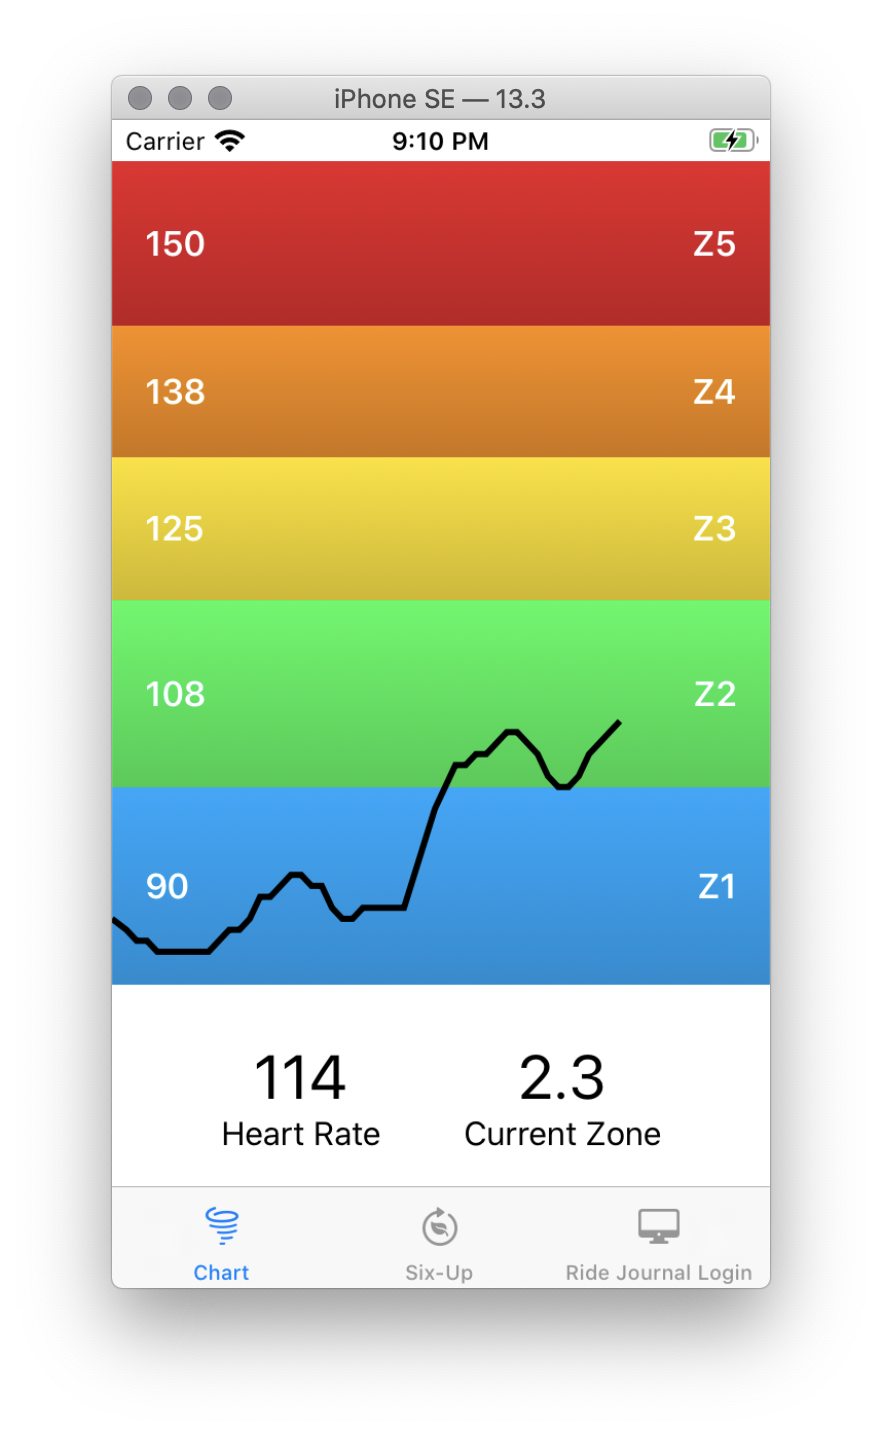 iPhone SE — 13.3
Carrier 9:10 PM
150 Z5
138 Z4
125 Z3
108 Z2
90 Z1
114 2.3
Heart Rate Current Zone
Chart Six-Up Ride Journal Login